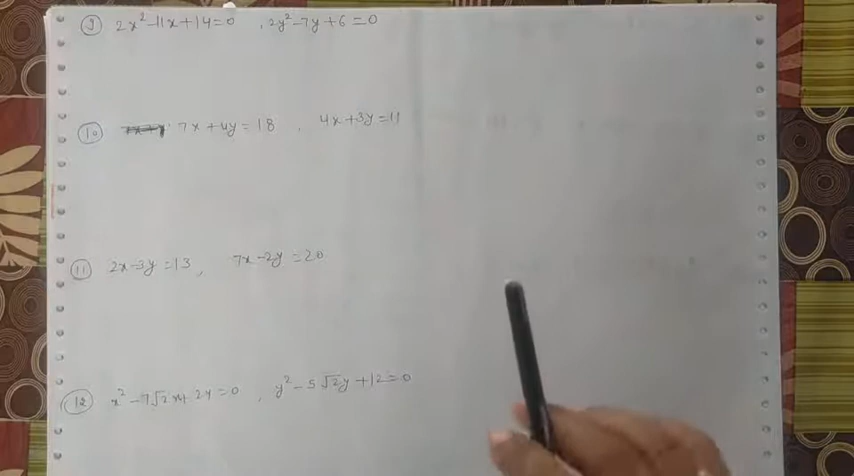 9 2x² - 11x + 14 = 0 , 2y² - 7y + 6 = 0
10 7x + 4y = 18 , 4x + 3y = 11
11 2x - 3y = 13 , 7x - 2y = 20
12 x² - 7√2x + 24 = 0 , y² - 5√2y + 12 = 0